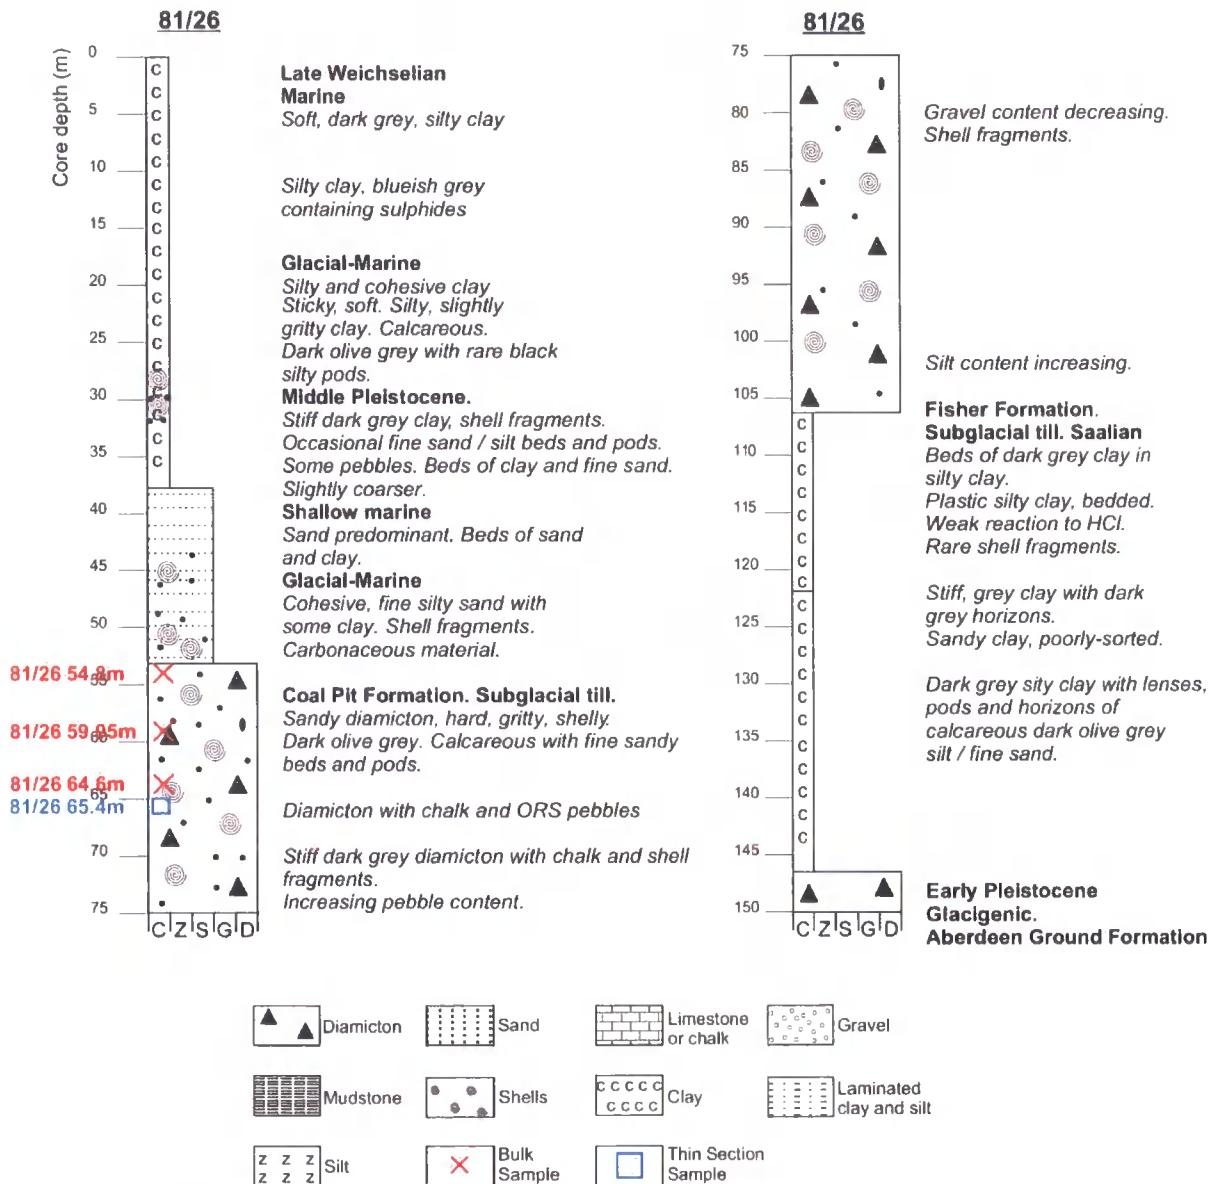 81/26
Core depth (m)
0
5
10
15
20
25
30
35
40
45
50
55
60
65
70
75
C Z S G D
81/26 54.8m
81/26 59.95m
81/26 64.6m
81/26 65.4m
Late Weichselian
Marine
Soft, dark grey, silty clay
Silty clay, blueish grey
containing sulphides
Glacial-Marine
Silty and cohesive clay
Sticky, soft. Silty, slightly
gritty clay. Calcareous.
Dark olive grey with rare black
silty pods.
Middle Pleistocene.
Stiff dark grey clay, shell fragments.
Occasional fine sand / silt beds and pods.
Some pebbles. Beds of clay and fine sand.
Slightly coarser.
Shallow marine
Sand predominant. Beds of sand
and clay.
Glacial-Marine
Cohesive, fine silty sand with
some clay. Shell fragments.
Carbonaceous material.
Coal Pit Formation. Subglacial till.
Sandy diamicton, hard, gritty, shelly.
Dark olive grey. Calcareous with fine sandy
beds and pods.
Diamicton with chalk and ORS pebbles
Stiff dark grey diamicton with chalk and shell
fragments.
Increasing pebble content.
81/26
75
80
85
90
95
100
105
110
115
120
125
130
135
140
145
150
C Z S G D
Gravel content decreasing.
Shell fragments.
Silt content increasing.
Fisher Formation.
Subglacial till. Saalian
Beds of dark grey clay in
silty clay.
Plastic silty clay, bedded.
Weak reaction to HCl.
Rare shell fragments.
Stiff, grey clay with dark
grey horizons.
Sandy clay, poorly-sorted.
Dark grey sity clay with lenses,
pods and horizons of
calcareous dark olive grey
silt / fine sand.
Early Pleistocene
Glacigenic.
Aberdeen Ground Formation
Diamicton
Sand
Limestone
or chalk
Gravel
Mudstone
Shells
Clay
Laminated
clay and silt
Silt
Bulk
Sample
Thin Section
Sample